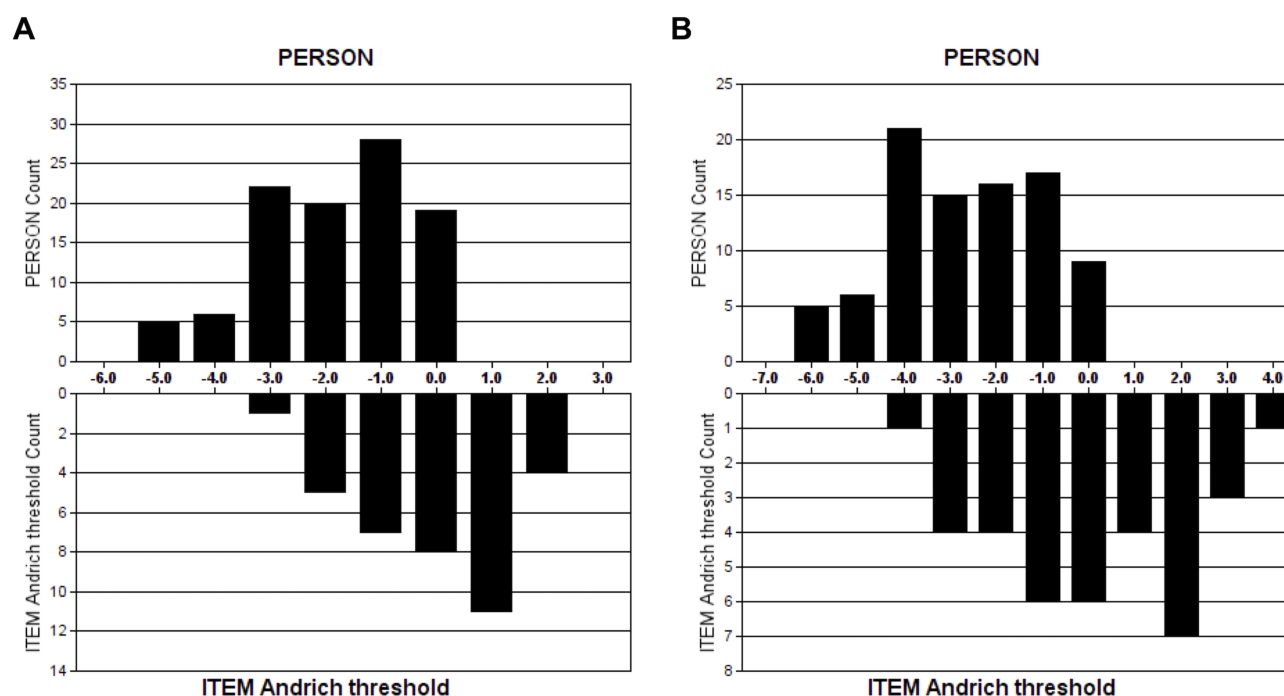 A
PERSON
PERSON Count
35
30
25
20
15
10
5
0
-6.0 -5.0 -4.0 -3.0 -2.0 -1.0 0.0 1.0 2.0 3.0
ITEM Andrich threshold Count
0
2
4
6
8
10
12
14
ITEM Andrich threshold
B
PERSON
PERSON Count
25
20
15
10
5
0
-7.0 -6.0 -5.0 -4.0 -3.0 -2.0 -1.0 0.0 1.0 2.0 3.0 4.0
ITEM Andrich threshold Count
0
1
2
3
4
5
6
7
8
ITEM Andrich threshold